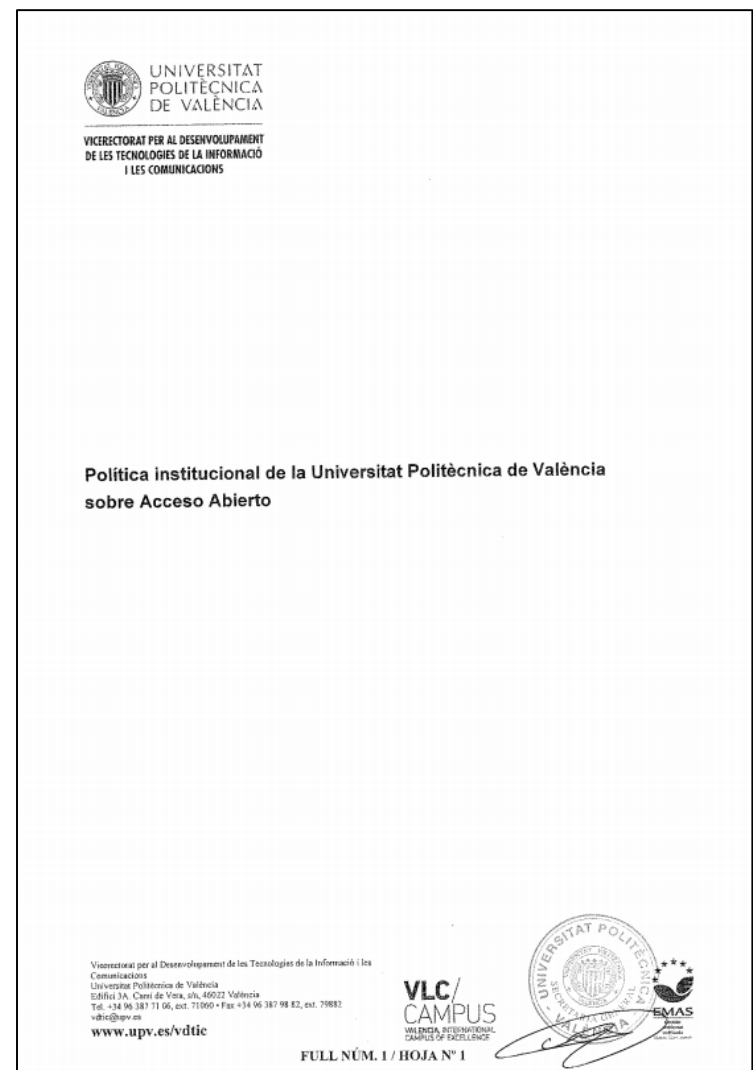 UNIVERSITAT
POLITÈCNICA
DE VALÈNCIA
VICERECTORAT PER AL DESENVOLUPAMENT
DE LES TECNOLOGIES DE LA INFORMACIÓ
I LES COMUNICACIONS
Política institucional de la Universitat Politècnica de València
sobre Acceso Abierto
Vicerectorat per al Desenvolupament de les Tecnologies de la Informació i les
Comunicacions
Universitat Politècnica de València
Edifici 3A. Camí de Vera, s/n, 46022 València
Tel. +34 96 387 71 06, ext. 71060 • Fax +34 96 387 98 82, ext. 79882
vdtic@upv.es
www.upv.es/vdtic
VLC/
CAMPUS
VALENCIA, INTERNATIONAL
CAMPUS OF EXCELLENCE
UNIVERSITAT POLITÈCNICA
SECRETARIA GENERAL
VALÈNCIA
EMAS
FULL NÚM. 1 / HOJA Nº 1